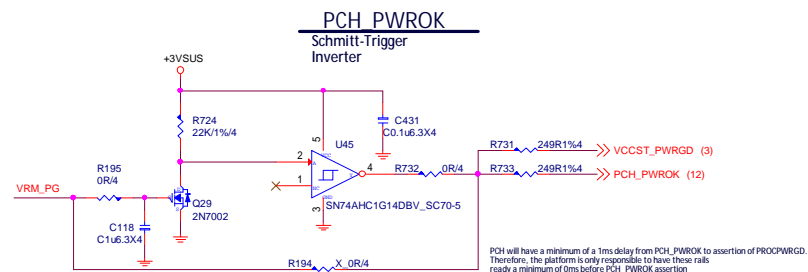 PCH_PWROK
Schmitt-Trigger
Inverter
+3VSUS
R724
22K/1%/4
C431
C0.1u6.3X4
5
U45
VCC
R731
249R1%4
VCCST_PWRGD (3)
2
A
4
R732
0R/4
R733
249R1%4
PCH_PWROK (12)
R195
0R/4
1
NC
VRM_PG
GND
Q29
2N7002
3
SN74AHC1G14DBV_SC70-5
C118
C1u6.3X4
R194
X_0R/4
PCH will have a minimum of a 1ms delay from PCH_PWROK to assertion of PROCPWRGD.
Therefore, the platform is only responsible to have these rails
ready a minimum of 0ms before PCH_PWROK assertion